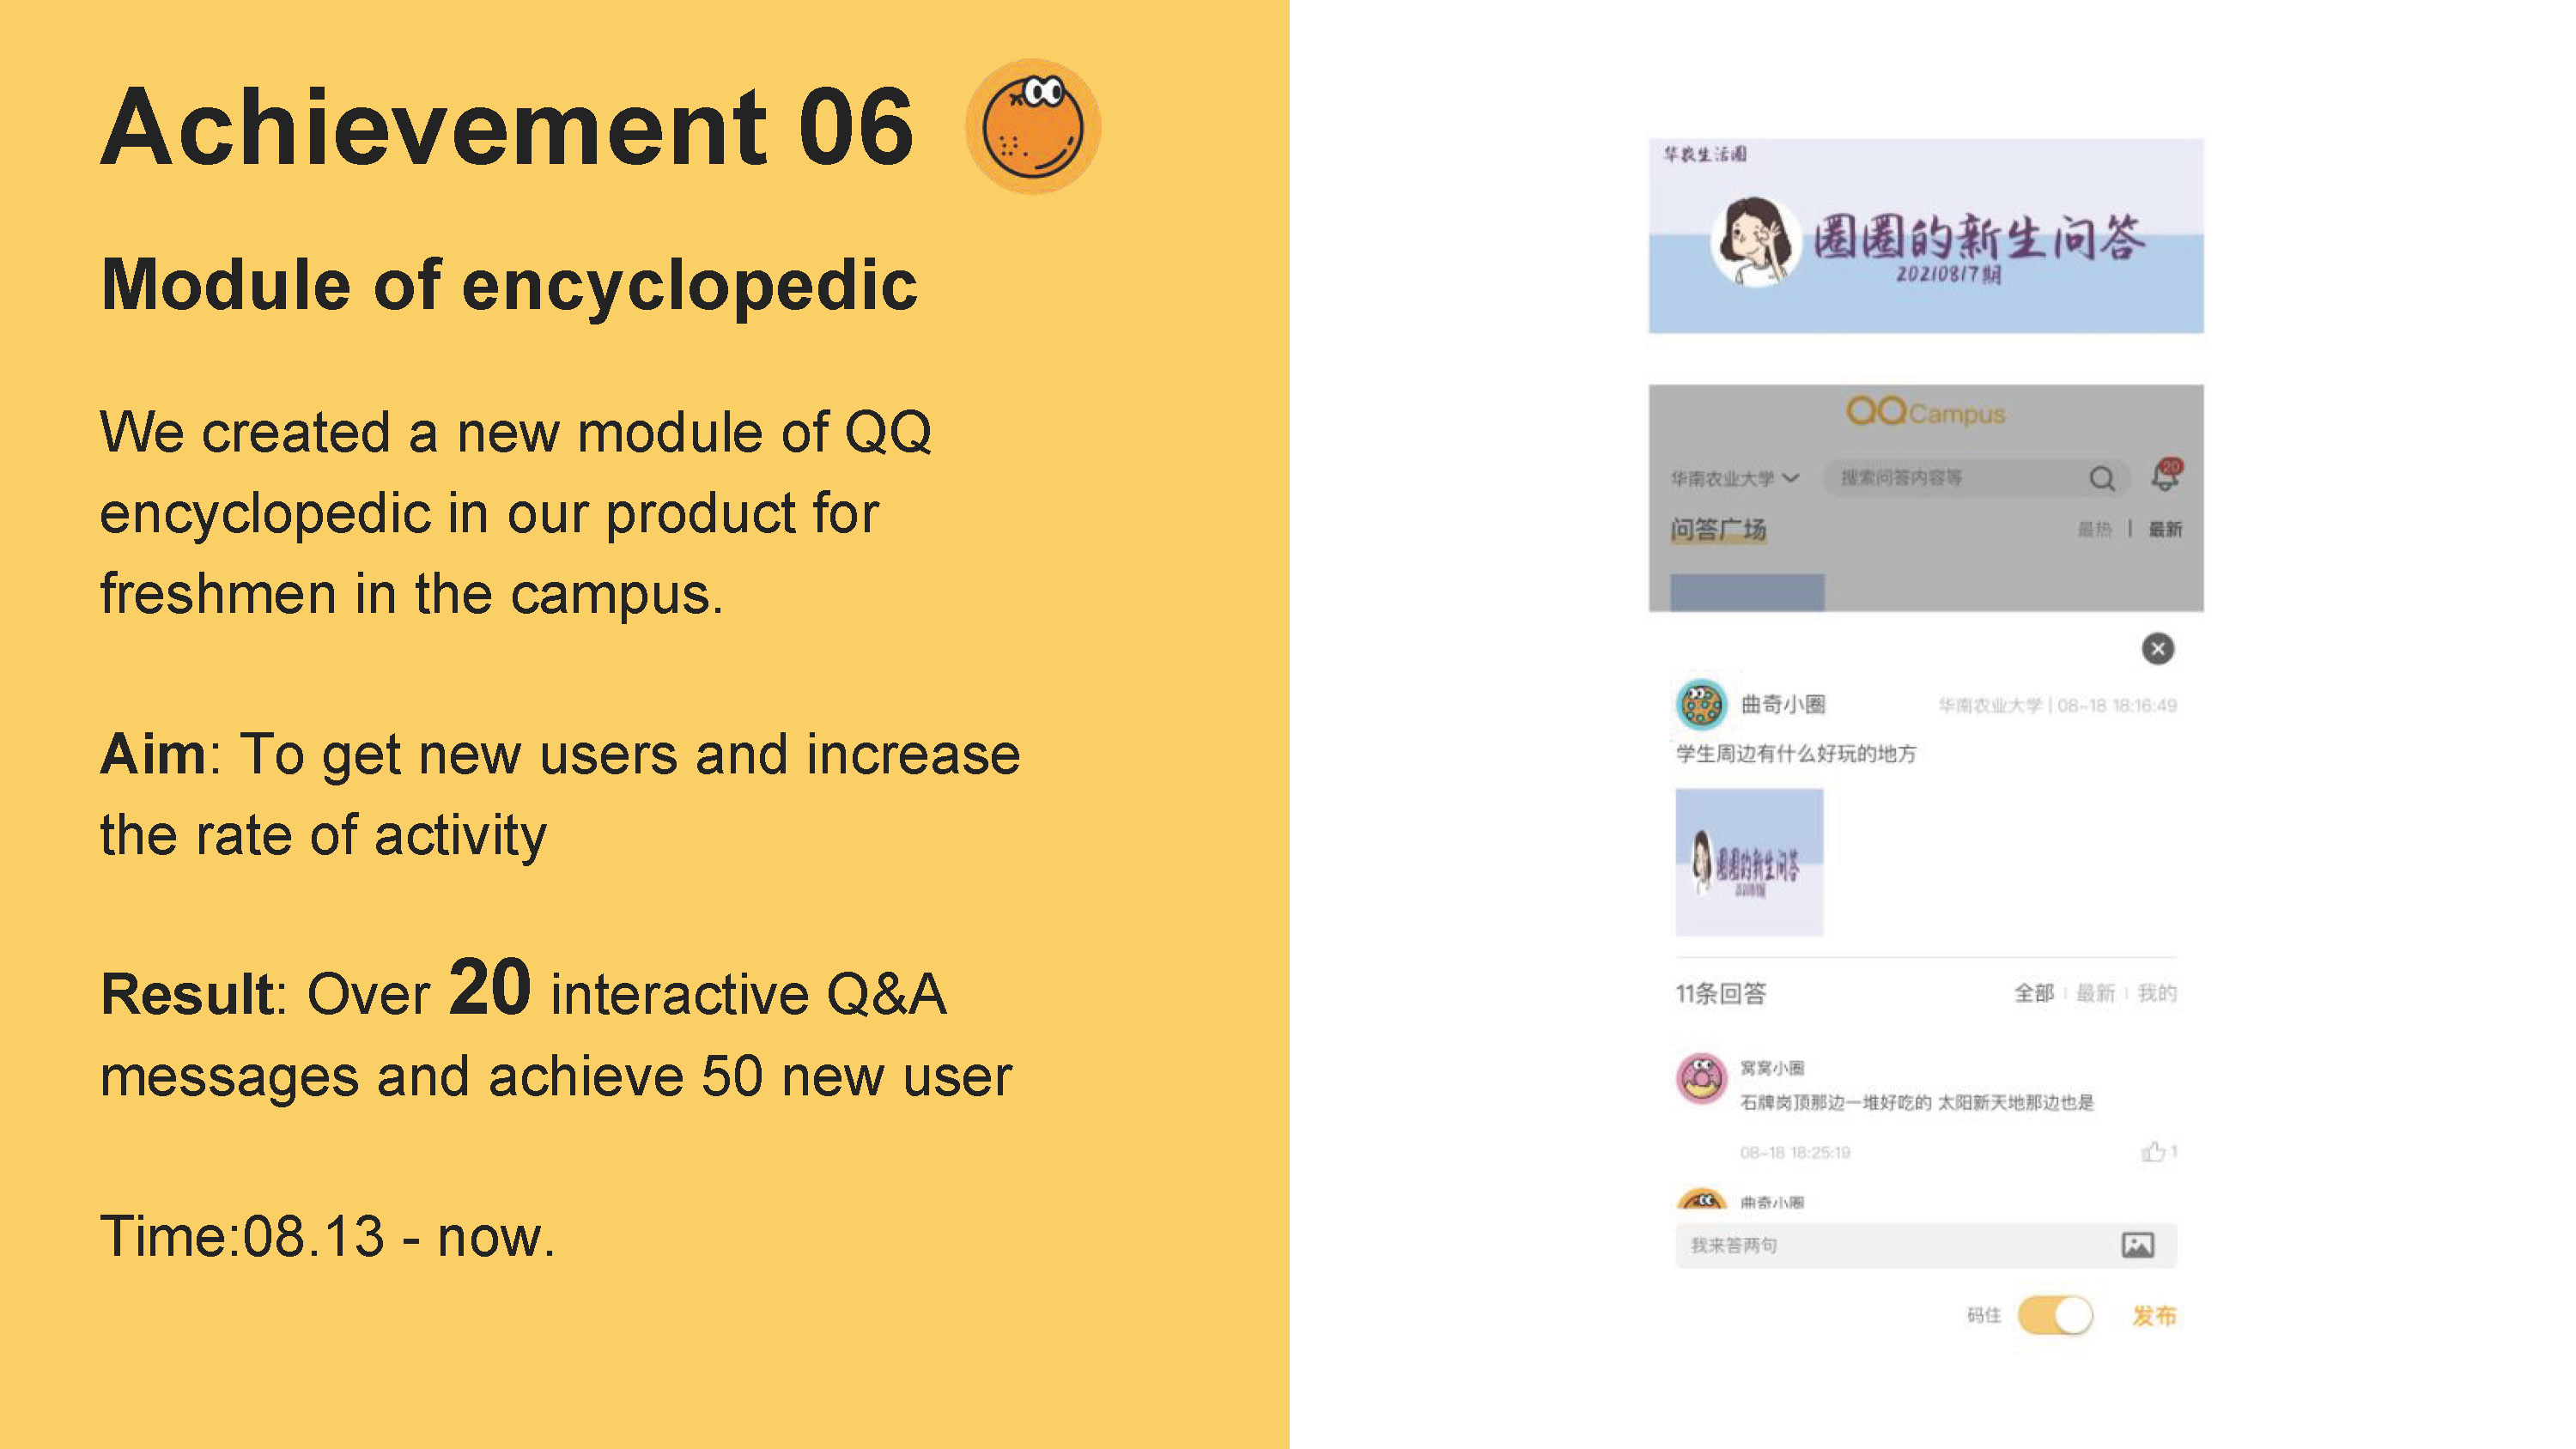 Achievement 06
Module of encyclopedic
We created a new module of QQ
encyclopedic in our product for
freshmen in the campus.
Aim: To get new users and increase
the rate of activity
Result: Over 20 interactive Q&A
messages and achieve 50 new user
Time:08.13 - now.
华农生活圈
圈圈的新生问答
20210817期
QQCampus
华南农业大学 搜索问答内容等 20
问答广场 最热 | 最新
曲奇小圈 华南农业大学 | 08-18 18:16:49
学生周边有什么好玩的地方
圈圈的新生问答
11条回答 全部 | 最新 | 我的
窝窝小圈
石牌岗顶那边一堆好吃的 太阳新天地那边也是
08-18 18:25:19 1
曲奇小圈
我来答两句
码住 发布